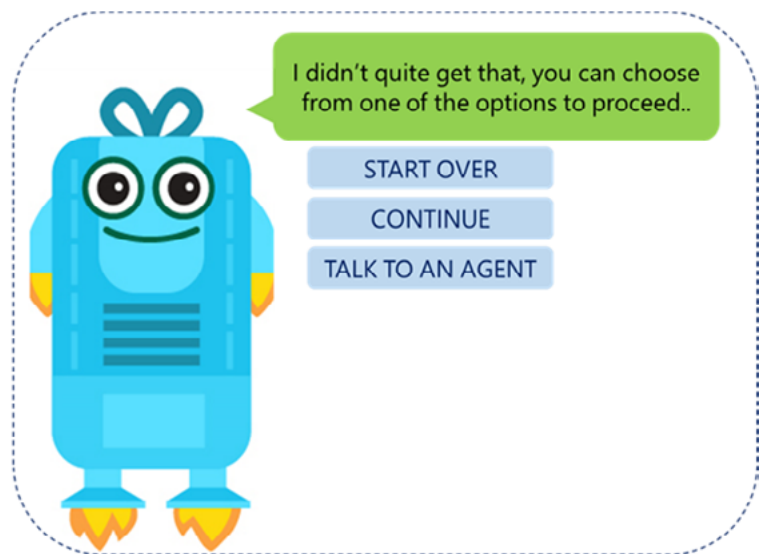 I didn't quite get that, you can choose
from one of the options to proceed..
START OVER
CONTINUE
TALK TO AN AGENT